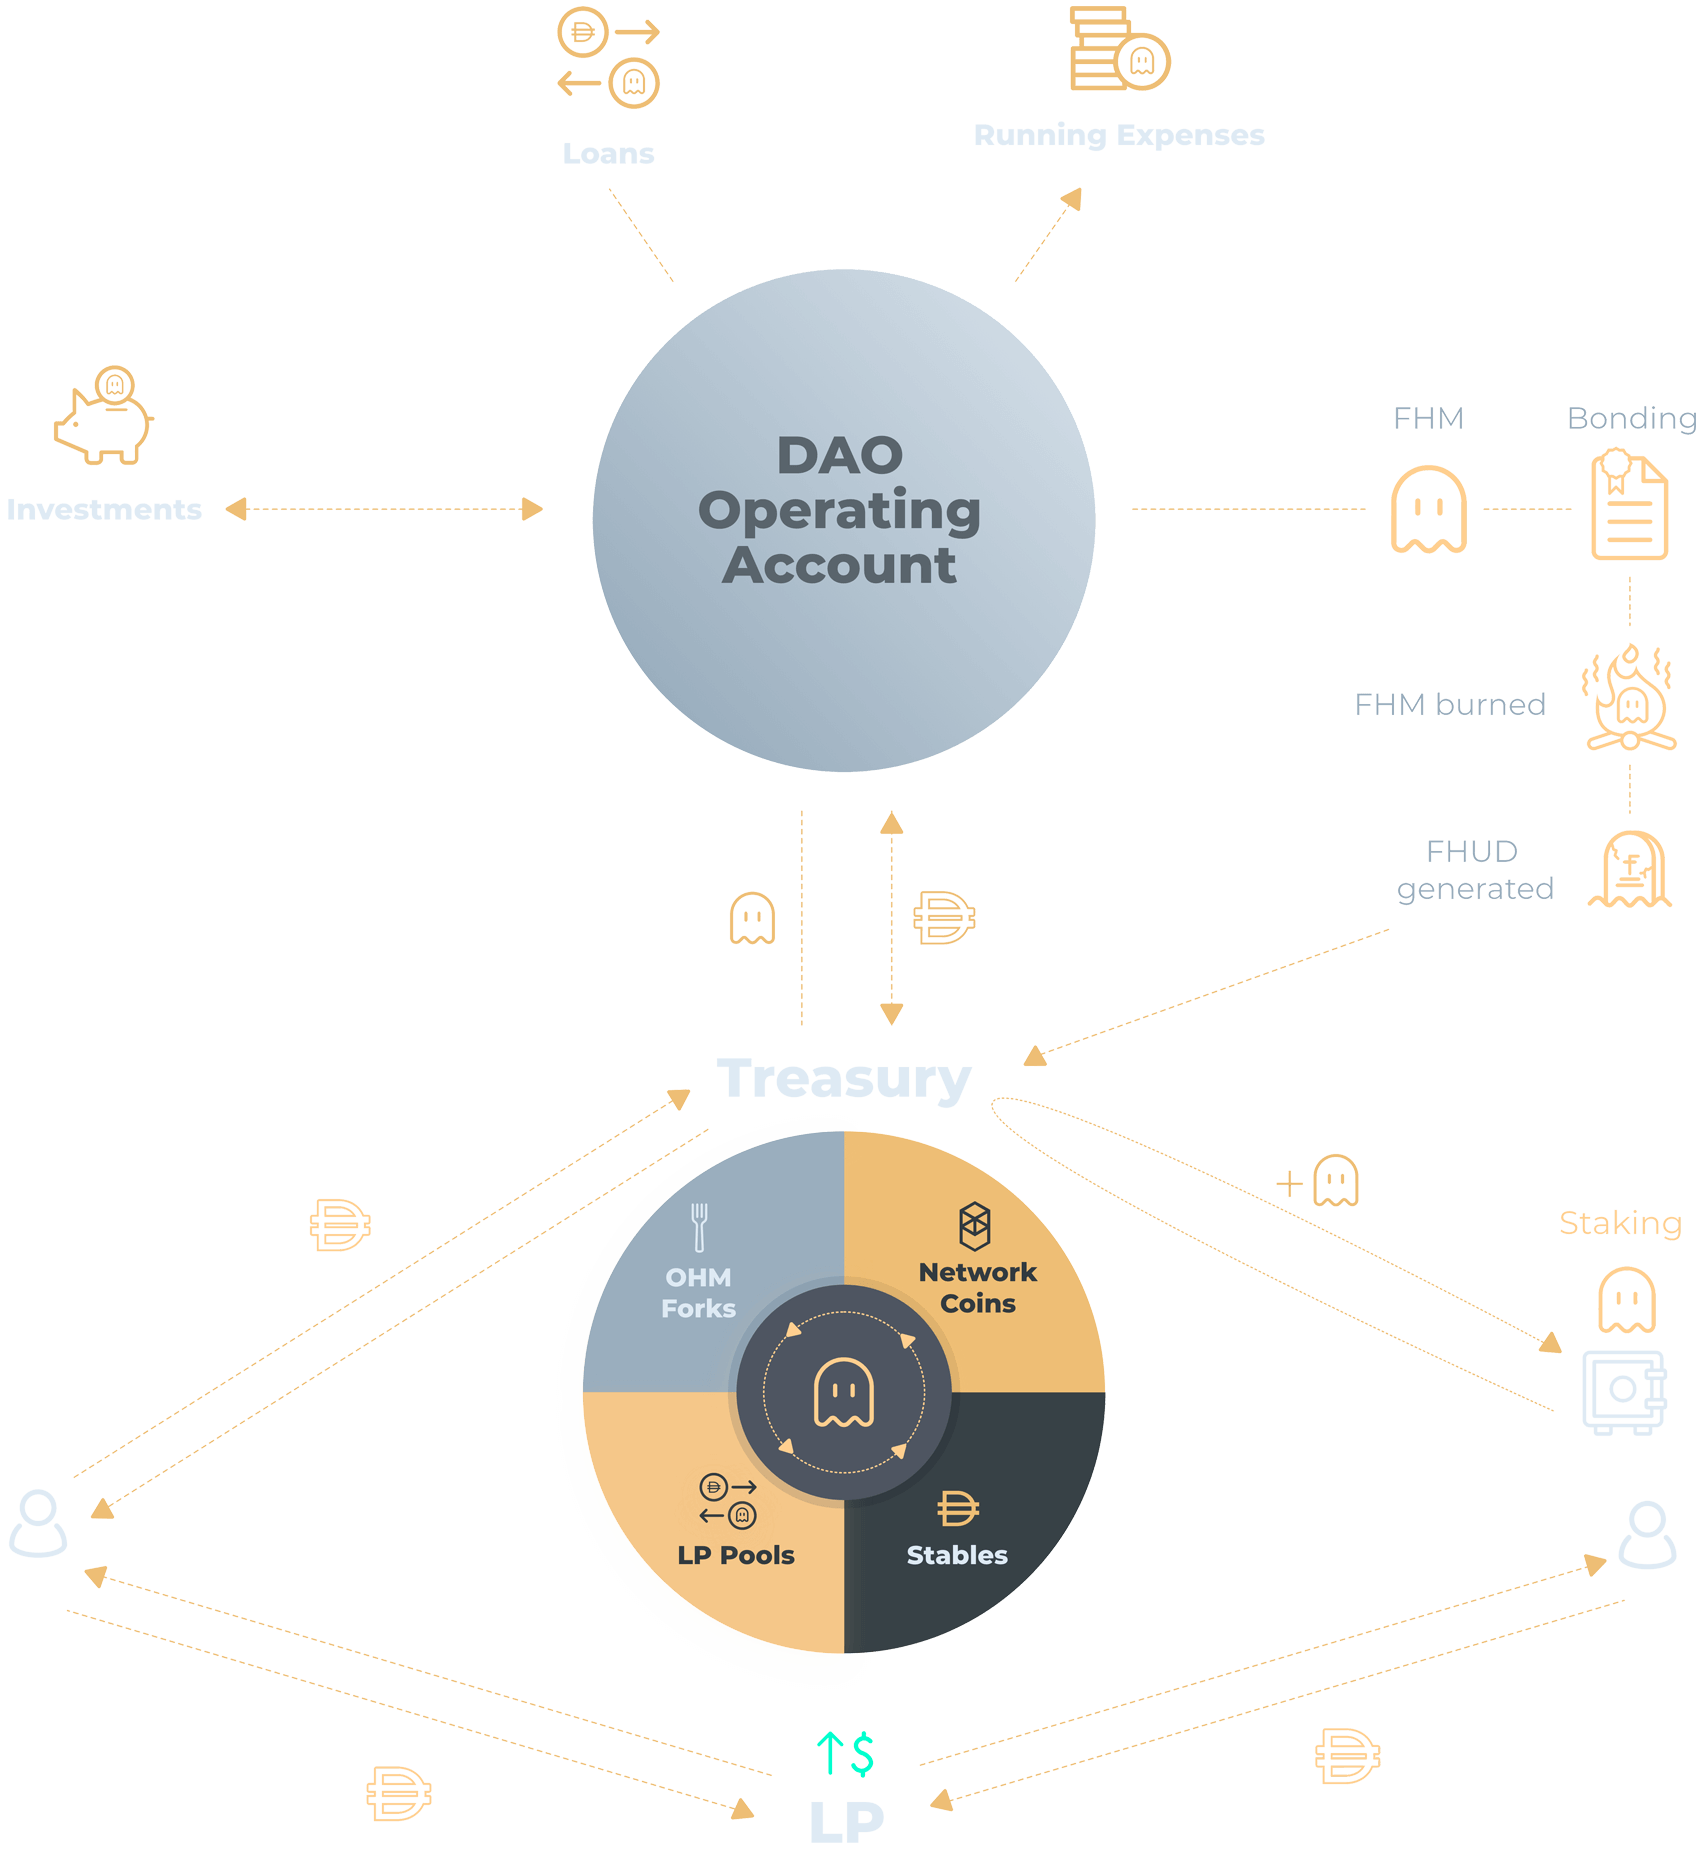 Loans
Running Expenses
Investments
DAO
Operating
Account
FHM
Bonding
FHM burned
FHUD
generated
Treasury
OHM
Forks
Network
Coins
LP Pools
Stables
+
Staking
$
LP